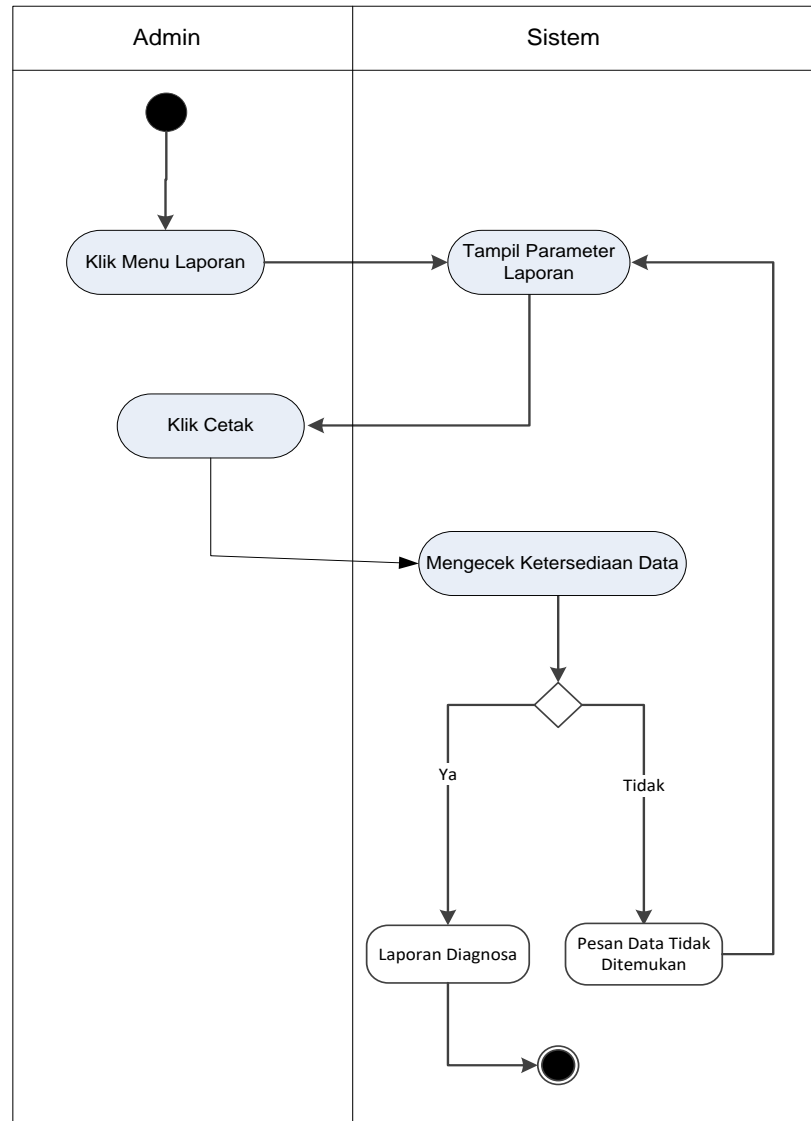 Admin
Sistem
Klik Menu Laporan
Tampil Parameter
Laporan
Klik Cetak
Mengecek Ketersediaan Data
Ya
Tidak
Laporan Diagnosa
Pesan Data Tidak
Ditemukan